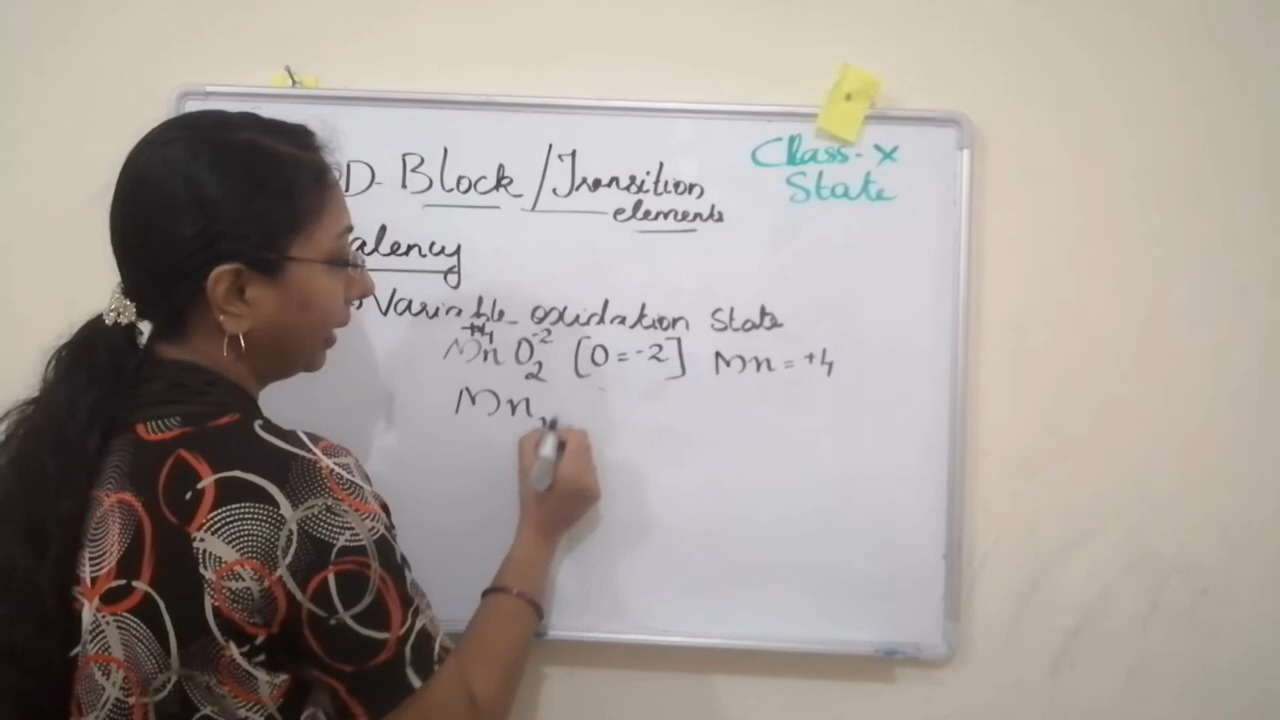 D-Block/Transition
elements
Class-X
State
alency
Variable oxidation State
+4
MnO2-2 [O=-2] Mn=+4
Mn